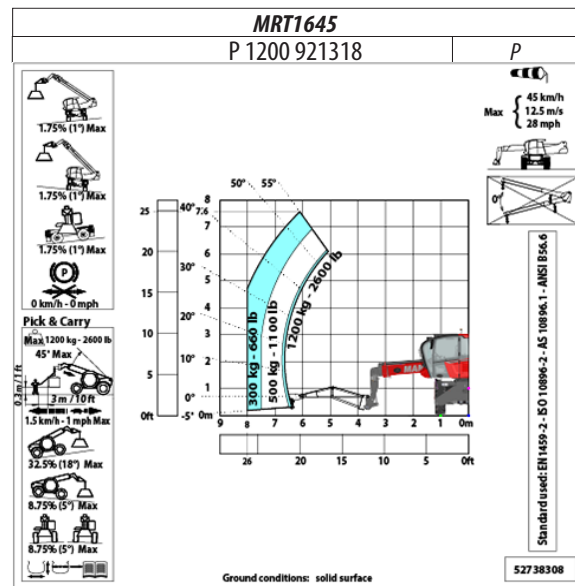 MRT1645
P 1200 921318
P
1.75% (1°) Max
1.75% (1°) Max
1.75% (1°) Max
P
0 km/h - 0 mph
Pick & Carry
Max 1200 kg - 2600 lb
45° Max
0.3 m / 1 ft
3 m / 10 ft
1.5 km/h - 1 mph Max
32.5% (18°) Max
8.75% (5°) Max
8.75% (5°) Max
Max
45 km/h
12.5 m/s
28 mph
0°
50°
55°
40°
30°
20°
10°
0°
-5°
25
20
15
10
5
0ft
8
7.6
7
6
5
4
3
2
1
0m
300 kg - 660 lb
500 kg - 1100 lb
1200 kg - 2600 lb
MAN
9 8 7 6 5 4 3 2 1 0m
26 20 15 10 5 0ft
Standard used: EN 1459-2 - ISO 10896-2 - AS 10896.1 - ANSI B56.6
Ground conditions: solid surface
52738308